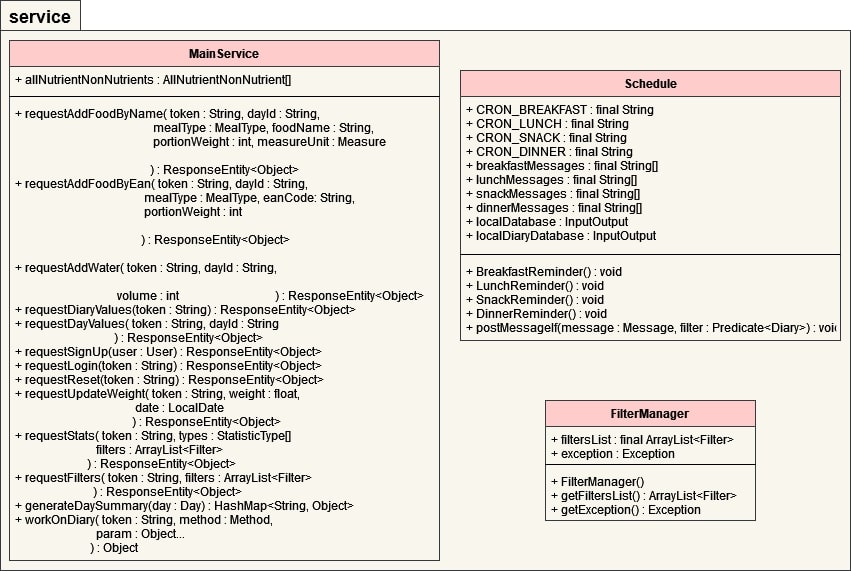 service
MainService
+ allNutrientNonNutrients : AllNutrientNonNutrient[]
+ requestAddFoodByName( token : String, dayId : String,
mealType : MealType, foodName : String,
portionWeight : int, measureUnit : Measure
) : ResponseEntity<Object>
+ requestAddFoodByEan( token : String, dayId : String,
mealType : MealType, eanCode: String,
portionWeight : int
) : ResponseEntity<Object>
+ requestAddWater( token : String, dayId : String,
volume : int ) : ResponseEntity<Object>
+ requestDiaryValues(token : String) : ResponseEntity<Object>
+ requestDayValues( token : String, dayId : String
) : ResponseEntity<Object>
+ requestSignUp(user : User) : ResponseEntity<Object>
+ requestLogin(token : String) : ResponseEntity<Object>
+ requestReset(token : String) : ResponseEntity<Object>
+ requestUpdateWeight( token : String, weight : float,
date : LocalDate
) : ResponseEntity<Object>
+ requestStats( token : String, types : StatisticType[]
filters : ArrayList<Filter>
) : ResponseEntity<Object>
+ requestFilters( token : String, filters : ArrayList<Filter>
) : ResponseEntity<Object>
+ generateDaySummary(day : Day) : HashMap<String, Object>
+ workOnDiary( token : String, method : Method,
param : Object...
) : Object
Schedule
+ CRON_BREAKFAST : final String
+ CRON_LUNCH : final String
+ CRON_SNACK : final String
+ CRON_DINNER : final String
+ breakfastMessages : final String[]
+ lunchMessages : final String[]
+ snackMessages : final String[]
+ dinnerMessages : final String[]
+ localDatabase : InputOutput
+ localDiaryDatabase : InputOutput
+ BreakfastReminder() : void
+ LunchReminder() : void
+ SnackReminder() : void
+ DinnerReminder() : void
+ postMessageIf(message : Message, filter : Predicate<Diary>) : voi
FilterManager
+ filtersList : final ArrayList<Filter>
+ exception : Exception
+ FilterManager()
+ getFiltersList() : ArrayList<Filter>
+ getException() : Exception